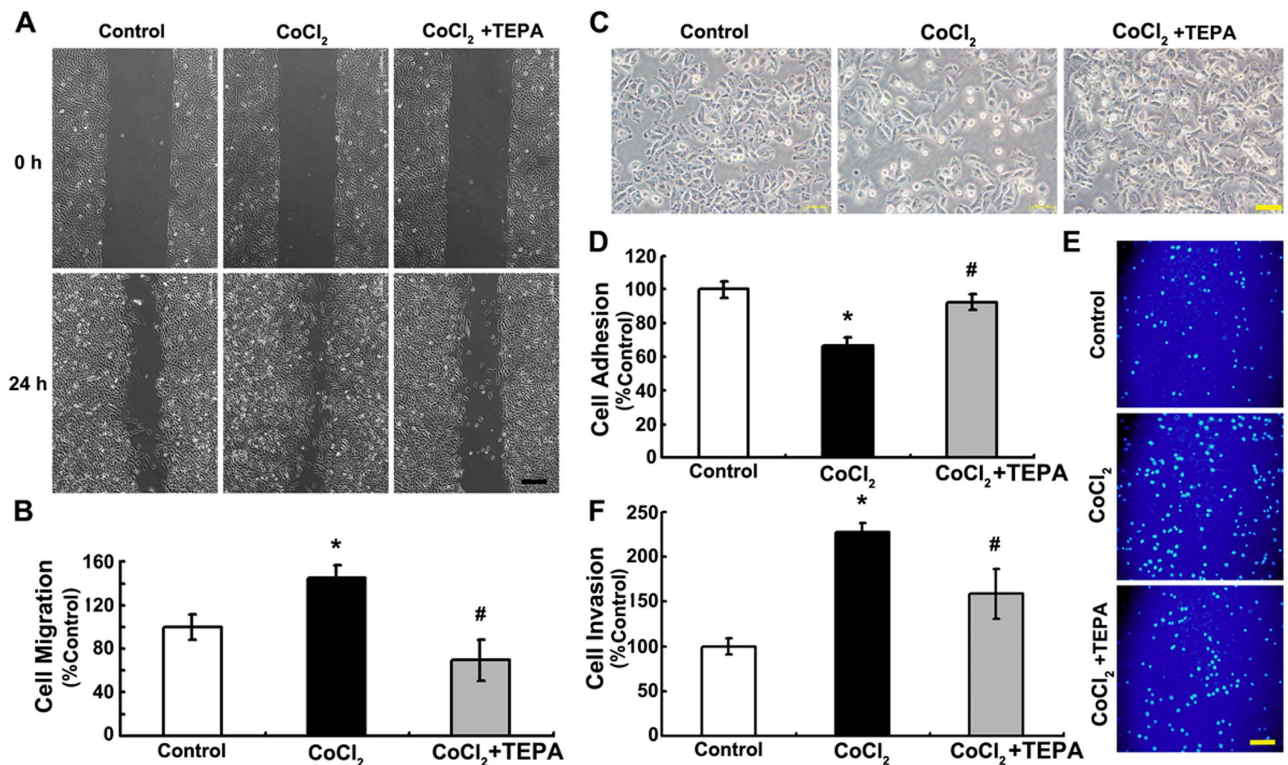 A
Control
CoCl2
CoCl2 +TEPA
0 h
24 h
B
Cell Migration
(%Control)
160
120
80
40
0
*
#
Control
CoCl2
CoCl2+TEPA
C
Control
CoCl2
CoCl2 +TEPA
D
Cell Adhesion
(%Control)
120
100
80
60
40
20
0
*
#
Control
CoCl2
CoCl2+TEPA
E
Control
CoCl2
CoCl2 +TEPA
F
Cell Invasion
(%Control)
250
200
150
100
50
0
*
#
Control
CoCl2
CoCl2+TEPA